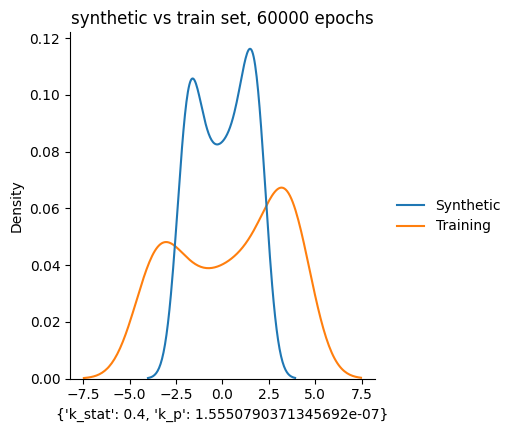 synthetic vs train set, 60000 epochs
0.12
0.10
0.08
0.06
0.04
0.02
0.00
Density
Synthetic
Training
−7.5 −5.0 −2.5 0.0 2.5 5.0 7.5
{'k_stat': 0.4, 'k_p': 1.5550790371345692e-07}